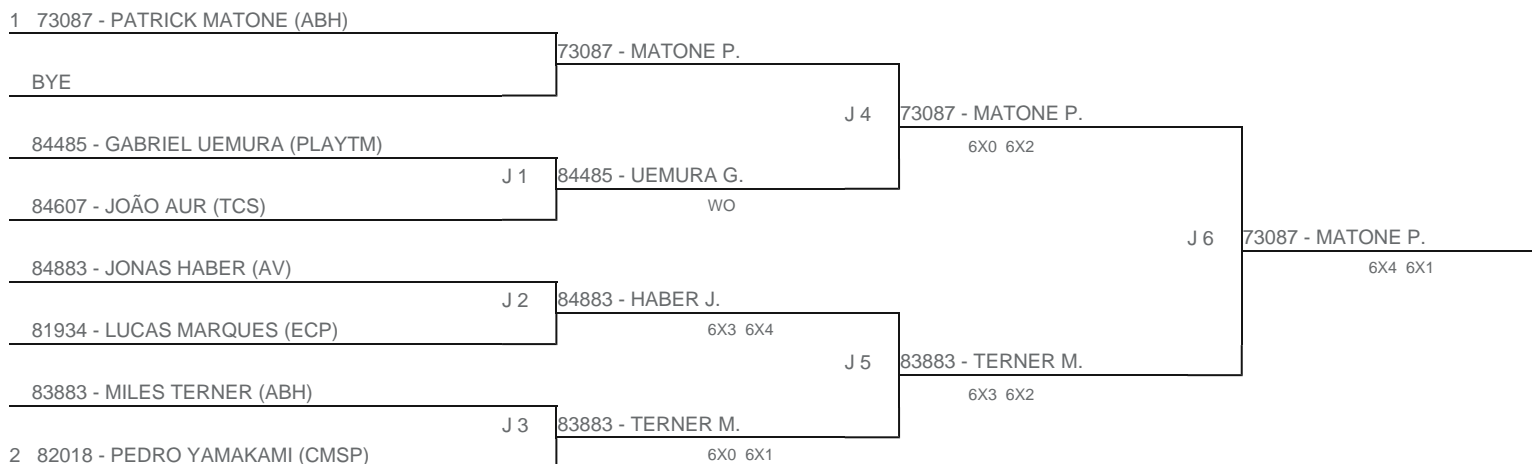 1 73087 - PATRICK MATONE (ABH)
73087 - MATONE P.
BYE
J 4 73087 - MATONE P.
84485 - GABRIEL UEMURA (PLAYTM)
6X0 6X2
J 1 84485 - UEMURA G.
84607 - JOÃO AUR (TCS)
WO
J 6 73087 - MATONE P.
84883 - JONAS HABER (AV)
6X4 6X1
J 2 84883 - HABER J.
81934 - LUCAS MARQUES (ECP)
6X3 6X4
J 5 83883 - TERNER M.
83883 - MILES TERNER (ABH)
6X3 6X2
J 3 83883 - TERNER M.
2 82018 - PEDRO YAMAKAMI (CMSP)
6X0 6X1